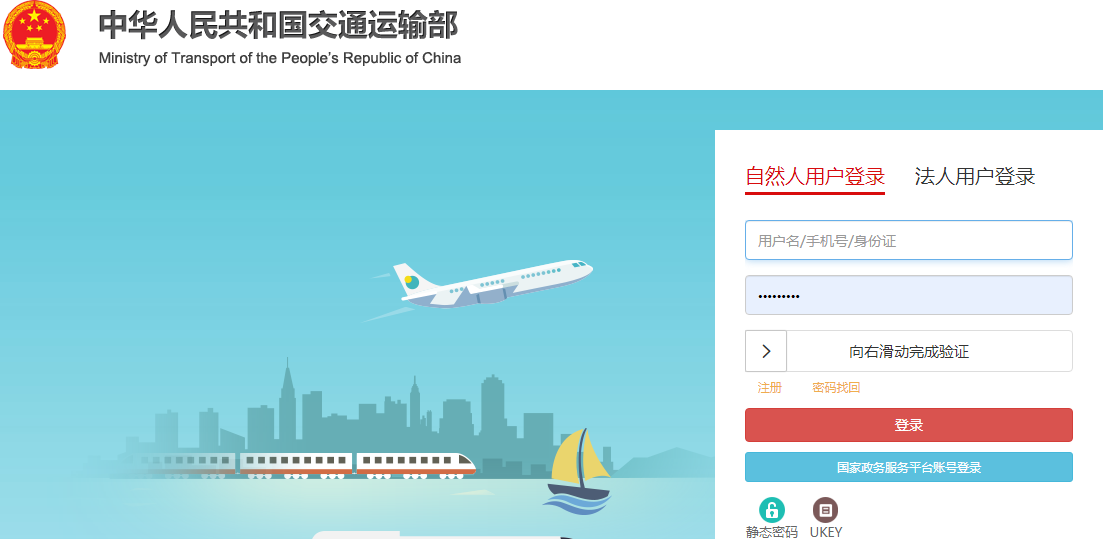 中华人民共和国交通运输部
Ministry of Transport of the People's Republic of China
自然人用户登录 法人用户登录
用户名/手机号/身份证
•••••••••
向右滑动完成验证
注册 密码找回
登录
国家政务服务平台账号登录
静态密码 UKEY